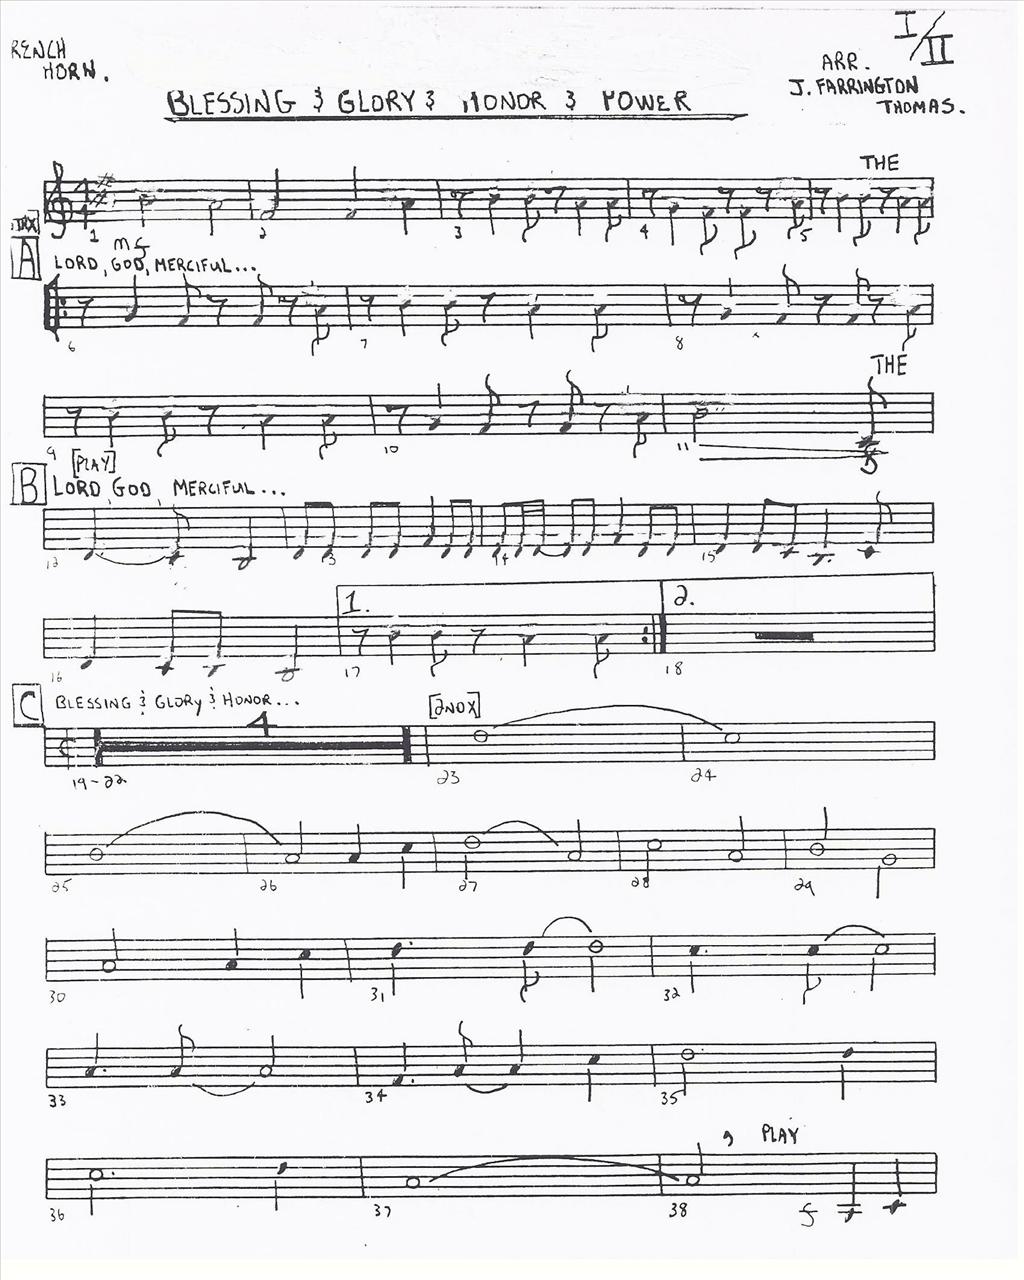 RENCH
HORN.
I/II
ARR.
J. FARRINGTON
THOMAS.
BLESSING & GLORY & HONOR & POWER
THE
1 2 3 4 5
mf
A
LORD, GOD, MERCIFUL...
6 7 8
THE
9 10 11
[PLAY]
B LORD, GOD, MERCIFUL...
12 13 14 15
1. 2.
16 17 18
C BLESSING & GLORY & HONOR... [2ND X]
4
19-22 23 24
25 26 27 28 29
30 31 32
33 34 35
, PLAY
36 37 38 f